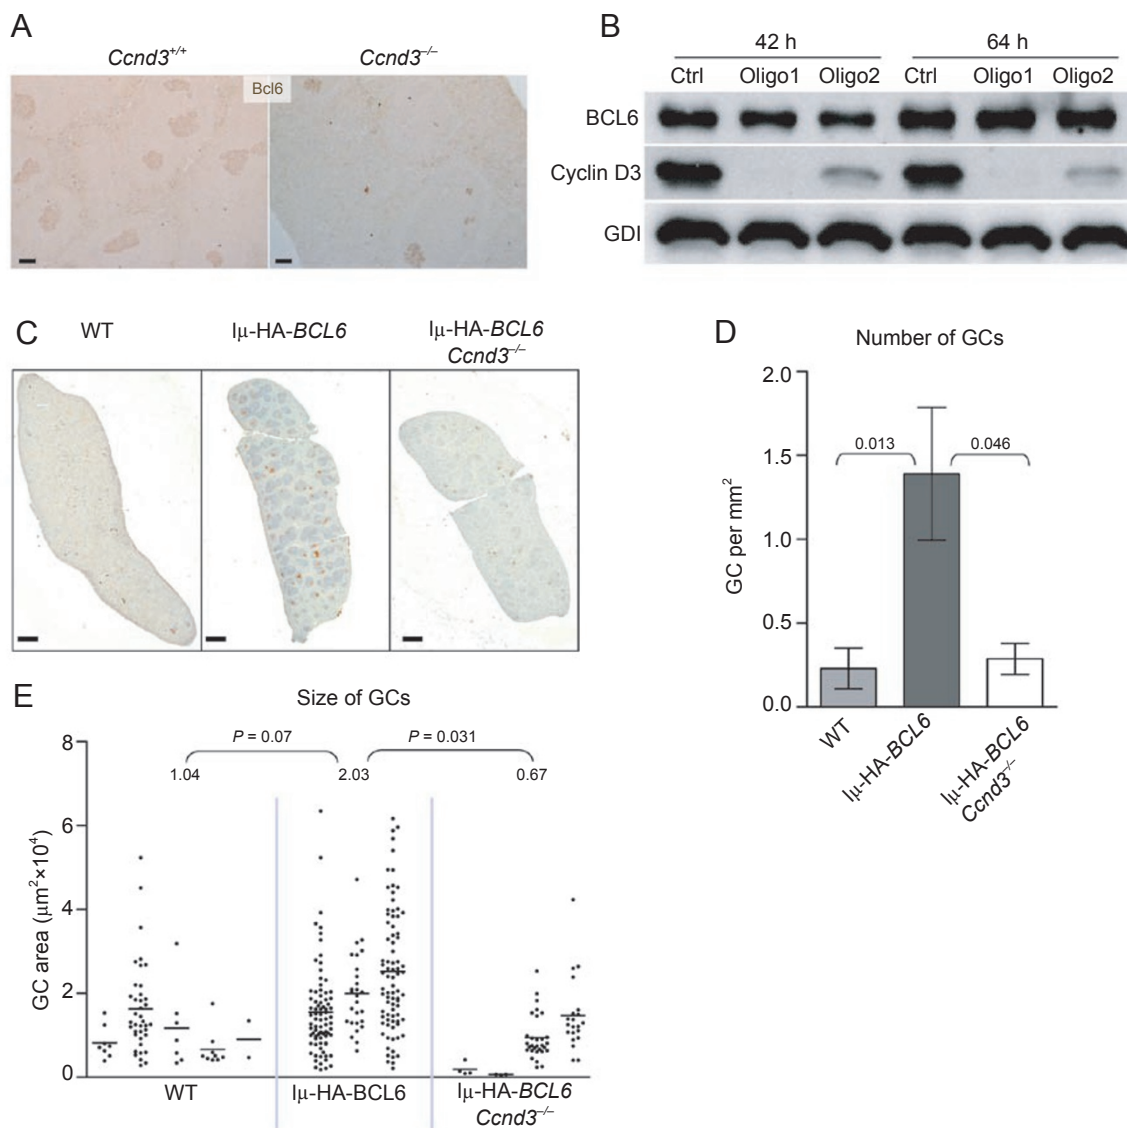 A
Ccnd3+/+ Ccnd3–/–
Bcl6
B
42 h 64 h
Ctrl Oligo1 Oligo2 Ctrl Oligo1 Oligo2
BCL6
Cyclin D3
GDI
C
WT Iµ-HA-BCL6 Iµ-HA-BCL6
Ccnd3–/–
D
Number of GCs
GC per mm2
2.0
1.5
1.0
0.5
0.0
0.013 0.046
WT
Iµ-HA-BCL6
Iµ-HA-BCL6
Ccnd3–/–
E
Size of GCs
P = 0.07 P = 0.031
1.04 2.03 0.67
GC area (µm2×104)
8
6
4
2
0
WT Iµ-HA-BCL6 Iµ-HA-BCL6
Ccnd3–/–